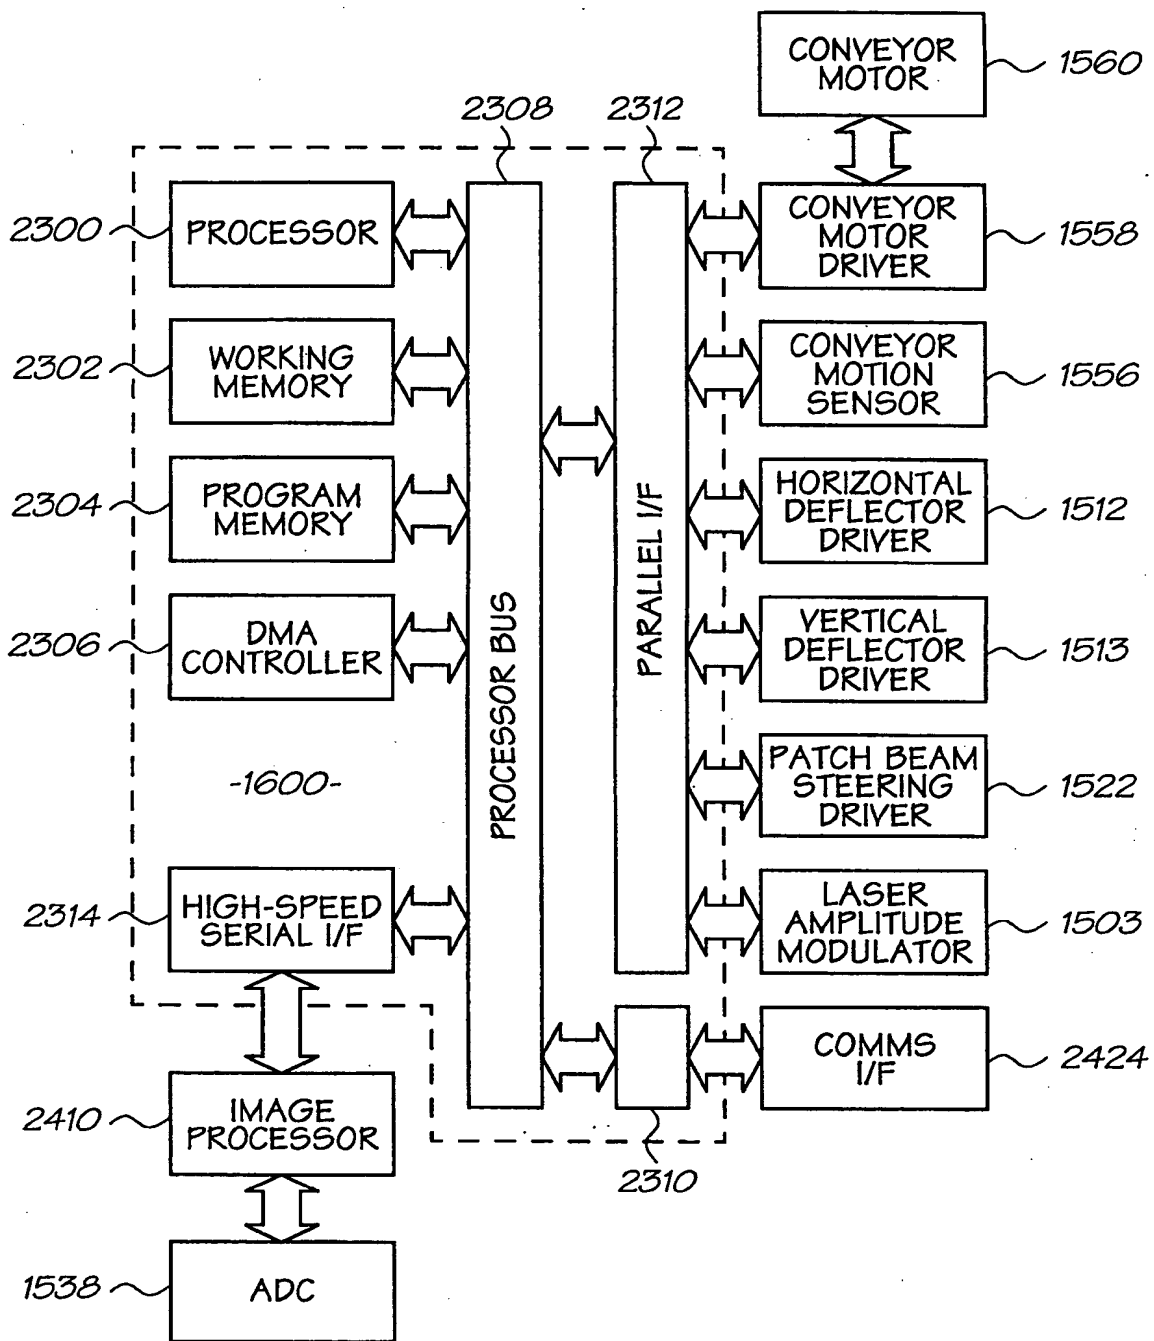 CONVEYOR
MOTOR
1560
2308
2312
2300
PROCESSOR
CONVEYOR
MOTOR
DRIVER
1558
2302
WORKING
MEMORY
CONVEYOR
MOTION
SENSOR
1556
2304
PROGRAM
MEMORY
HORIZONTAL
DEFLECTOR
DRIVER
1512
2306
DMA
CONTROLLER
PROCESSOR BUS
PARALLEL I/F
VERTICAL
DEFLECTOR
DRIVER
1513
-1600-
PATCH BEAM
STEERING
DRIVER
1522
2314
HIGH-SPEED
SERIAL I/F
LASER
AMPLITUDE
MODULATOR
1503
COMMS
I/F
2424
2410
IMAGE
PROCESSOR
2310
1538
ADC